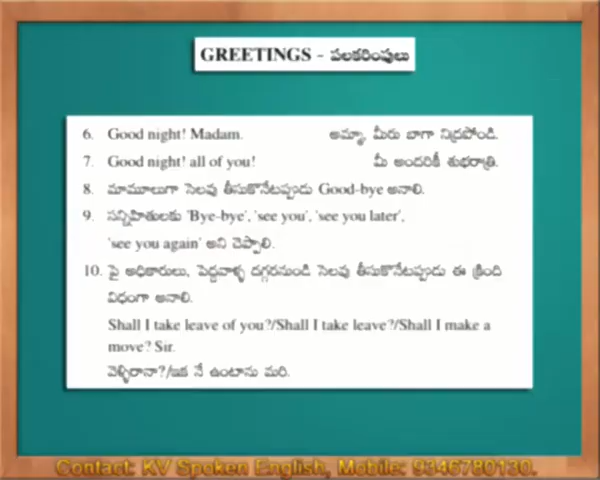 GREETINGS - పలకరింపులు
6. Good night! Madam. అమ్మా, మీరు బాగా నిద్రపోండి.
7. Good night! all of you! మీ అందరికీ శుభరాత్రి.
8. మామూలుగా సెలవు తీసుకొనేటప్పుడు Good-bye అనాలి.
9. సన్నిహితులకు 'Bye-bye', 'see you', 'see you later',
'see you again' అని చెప్పాలి.
10. పై అధికారులు, పెద్దవాళ్ళ దగ్గరనుండి సెలవు తీసుకొనేటప్పుడు ఈ క్రింది
విధంగా అనాలి.
Shall I take leave of you?/Shall I take leave?/Shall I make a
move? Sir.
వెళ్ళిరానా?/ఇక నే ఉంటాను మరి.
Contact: KV Spoken English, Mobile: 9346780130.